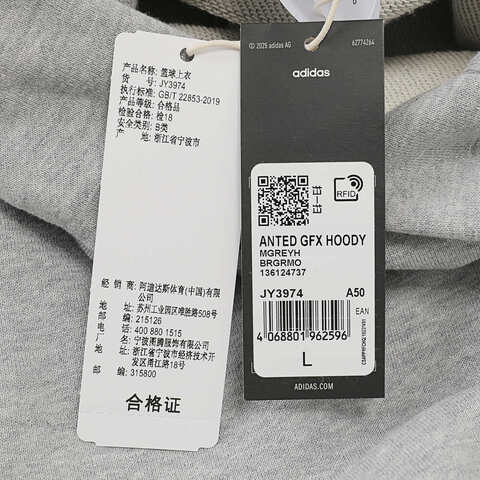 产品名称: 篮球上衣
货 号: JY3974
执行标准: GB/T 22853-2019
产品等级: 合格品
检验合格: 检18
安全类别: B类
产 地: 浙江省宁波市
经 销 商: 阿迪达斯体育(中国)有限
公司
地 址: 苏州工业园区唯胜路508号
邮 编: 215126
电 话: 400 880 1515
厂 名: 宁波图腾服饰有限公司
地 址: 浙江省宁波市经济技术开
发区甬江路18号
邮 编: 315800
合格证
© 2025 adidas AG
62774264
adidas
RFID
ANTED GFX HOODY
MGREYH
BRGRMO
136124737
JY3974 A50
EAN
4 068801 962596
L
ADIDAS.COM